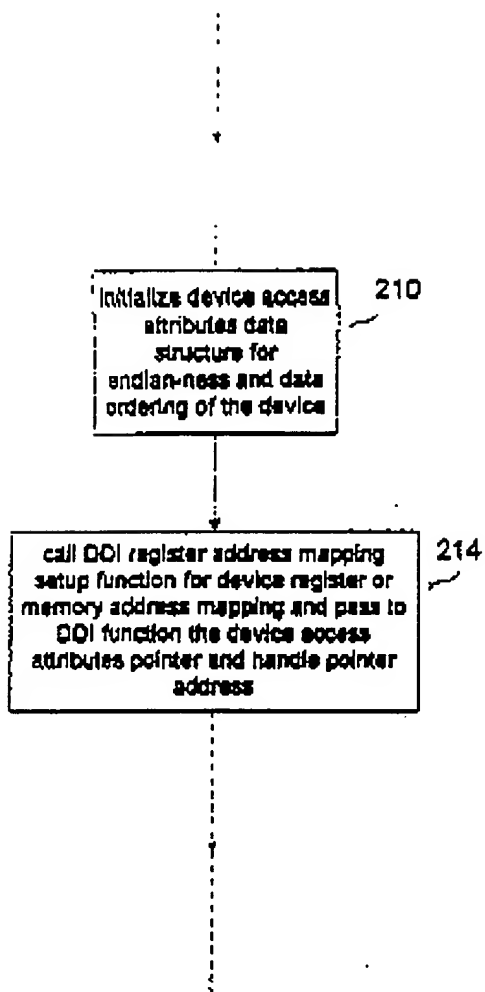 initialize device access
attributes data
structure for
endian-ness and data
ordering of the device
210
call DDI register address mapping
setup function for device register or
memory address mapping and pass to
DDI function the device access
attributes pointer and handle pointer
address
214